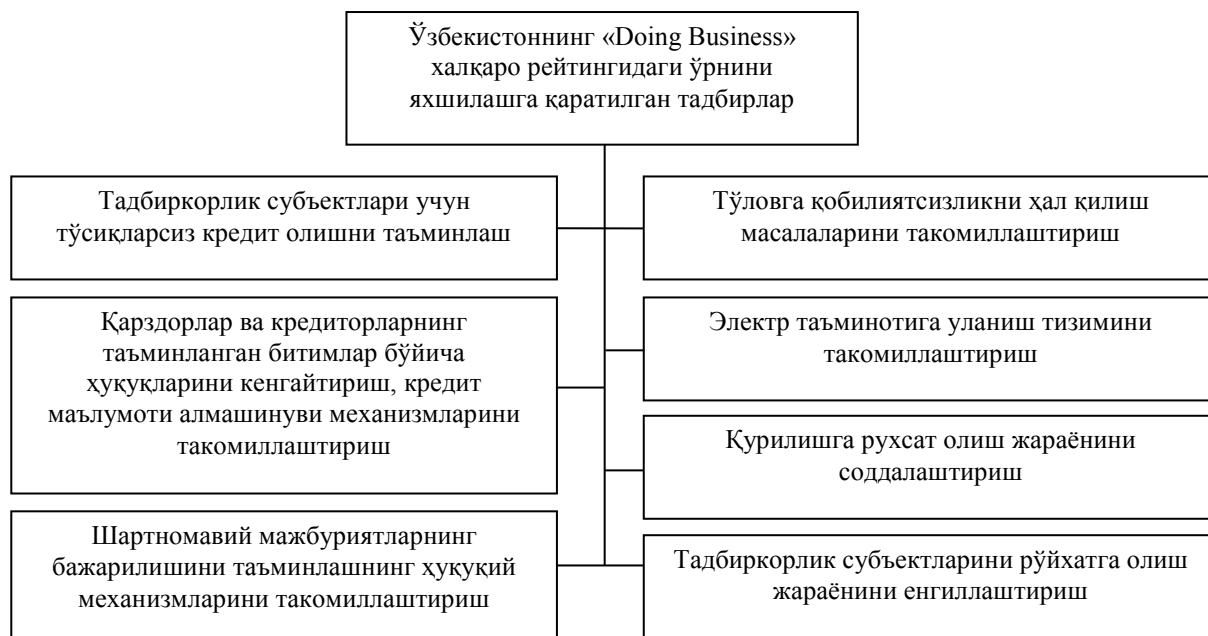 Ўзбекистоннинг «Doing Business»
халқаро рейтингидаги ўрнини
яхшилашга қаратилган тадбирлар
Тадбиркорлик субъектлари учун
тўсиқларсиз кредит олишни таъминлаш
Қарздорлар ва кредиторларнинг
таъминланган битимлар бўйича
ҳуқуқларини кенгайтириш, кредит
маълумоти алмашинуви механизмларини
такомиллаштириш
Шартномавий мажбуриятларнинг
бажарилишини таъминлашнинг ҳуқуқий
механизмларини такомиллаштириш
Тўловга қобилиятсизликни ҳал қилиш
масалаларини такомиллаштириш
Электр таъминотига уланиш тизимини
такомиллаштириш
Қурилишга рухсат олиш жараёнини
соддалаштириш
Тадбиркорлик субъектларини рўйхатга олиш
жараёнини енгиллаштириш